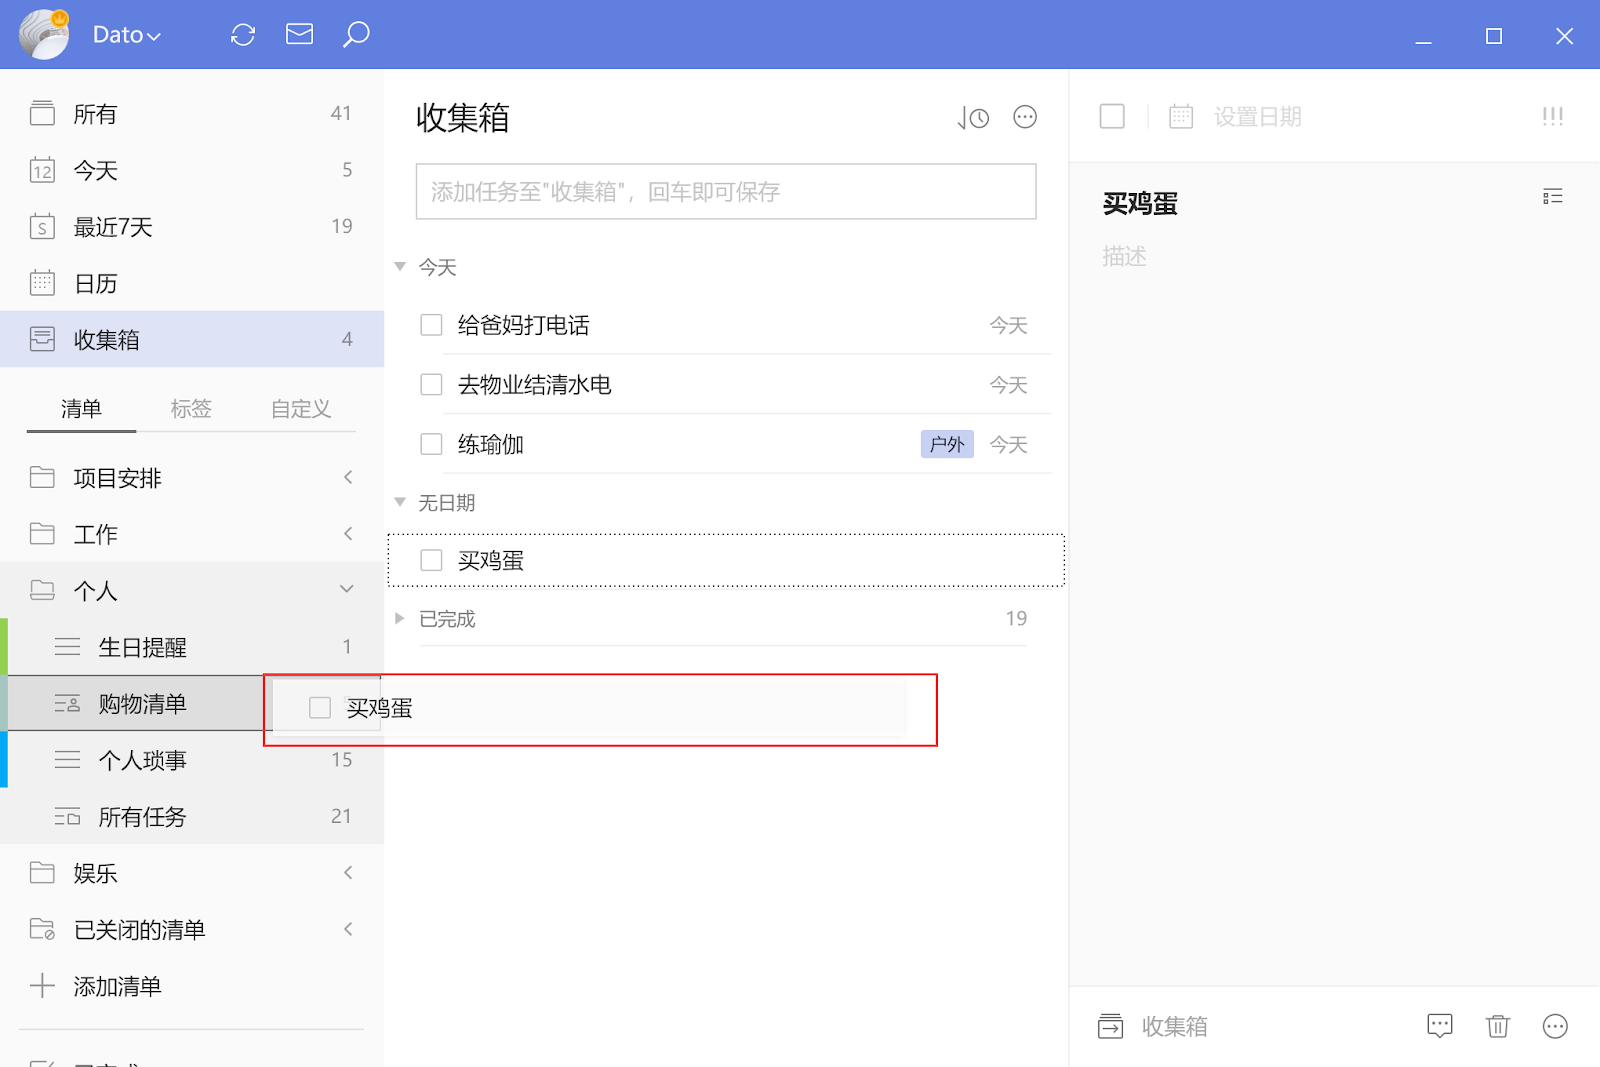 Dato
所有 41
12 今天 5
S 最近7天 19
日历
收集箱 4
清单 标签 自定义
项目安排
工作
个人
生日提醒 1
购物清单
个人琐事 15
所有任务 21
娱乐
已关闭的清单
添加清单
收集箱
添加任务至"收集箱"，回车即可保存
今天
给爸妈打电话 今天
去物业结清水电 今天
练瑜伽 户外 今天
无日期
买鸡蛋
已完成 19
买鸡蛋
设置日期 !!!
买鸡蛋
描述
收集箱